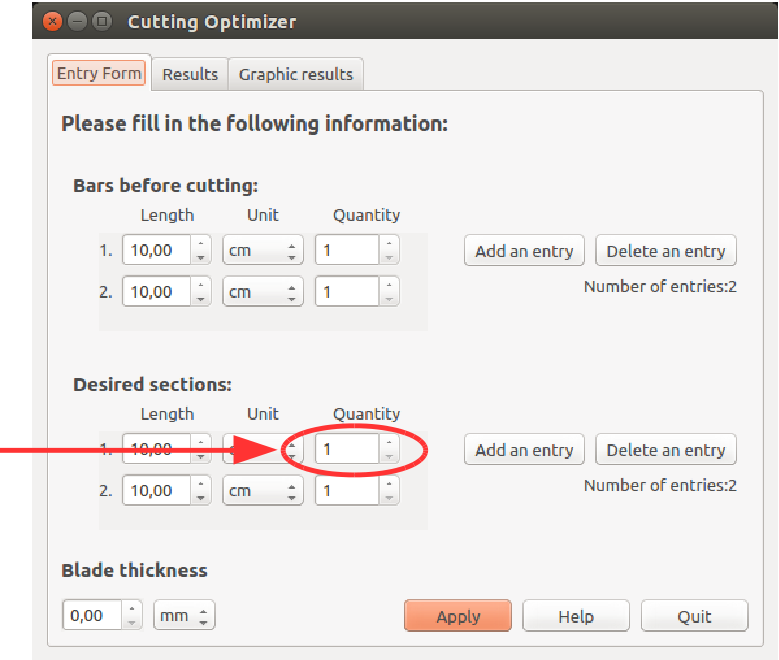 Cutting Optimizer
Entry Form Results Graphic results
Please fill in the following information:
Bars before cutting:
Length Unit Quantity
1. 10,00 cm 1 Add an entry Delete an entry
2. 10,00 cm 1 Number of entries:2
Desired sections:
Length Unit Quantity
1. 10,00 1 Add an entry Delete an entry
2. 10,00 cm 1 Number of entries:2
Blade thickness
0,00 mm Apply Help Quit